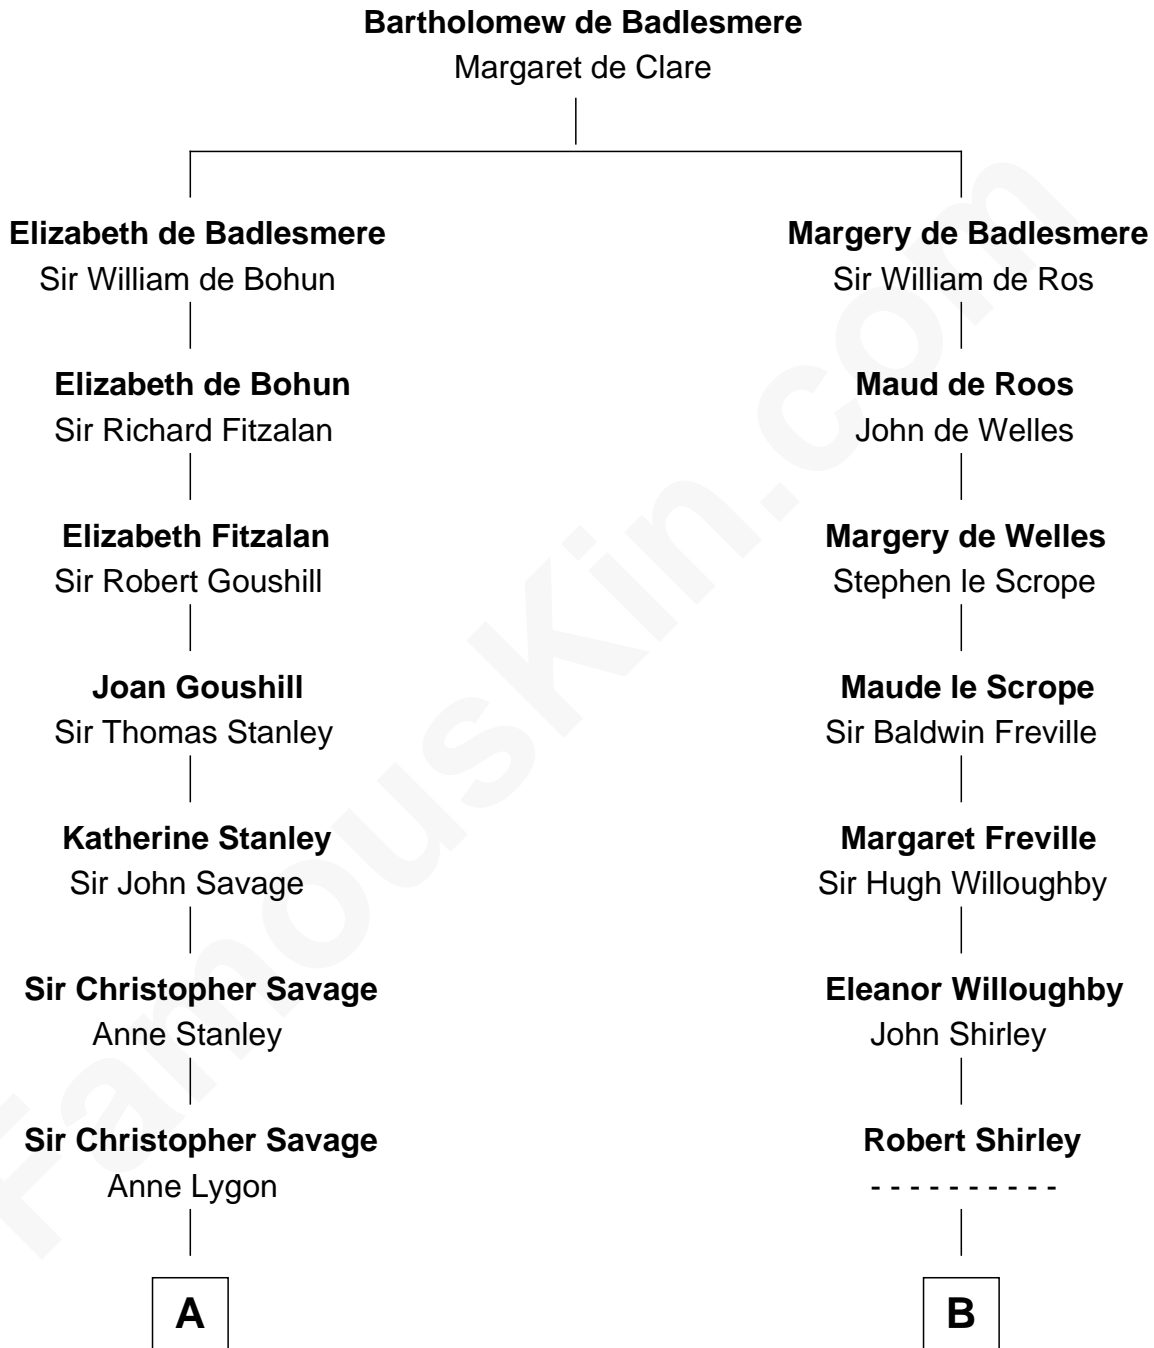 Bartholomew de Badlesmere
Margaret de Clare
Elizabeth de Badlesmere
Sir William de Bohun
Elizabeth de Bohun
Sir Richard Fitzalan
Elizabeth Fitzalan
Sir Robert Goushill
Joan Goushill
Sir Thomas Stanley
Katherine Stanley
Sir John Savage
Sir Christopher Savage
Anne Stanley
Sir Christopher Savage
Anne Lygon
A
Margery de Badlesmere
Sir William de Ros
Maud de Roos
John de Welles
Margery de Welles
Stephen le Scrope
Maude le Scrope
Sir Baldwin Freville
Margaret Freville
Sir Hugh Willoughby
Eleanor Willoughby
John Shirley
Robert Shirley
- - - - - - - - - -
B
FamousKin.com